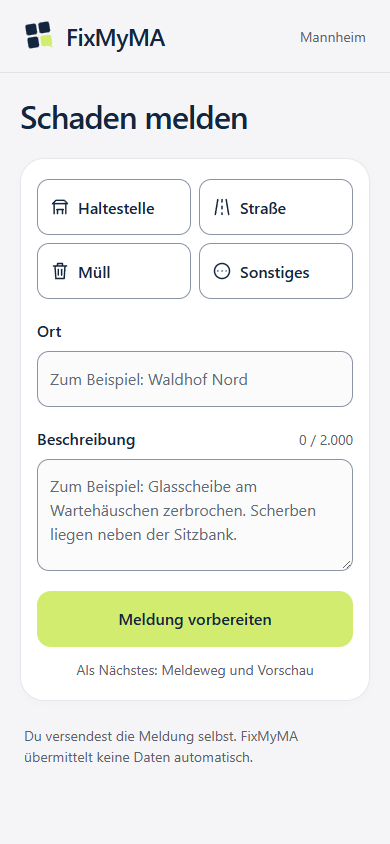 FixMyMA
Mannheim
Schaden melden
Haltestelle
Straße
Müll
Sonstiges
Ort
Zum Beispiel: Waldhof Nord
Beschreibung
0 / 2.000
Zum Beispiel: Glasscheibe am
Wartehäuschen zerbrochen. Scherben
liegen neben der Sitzbank.
Meldung vorbereiten
Als Nächstes: Meldeweg und Vorschau
Du versendest die Meldung selbst. FixMyMA
übermittelt keine Daten automatisch.